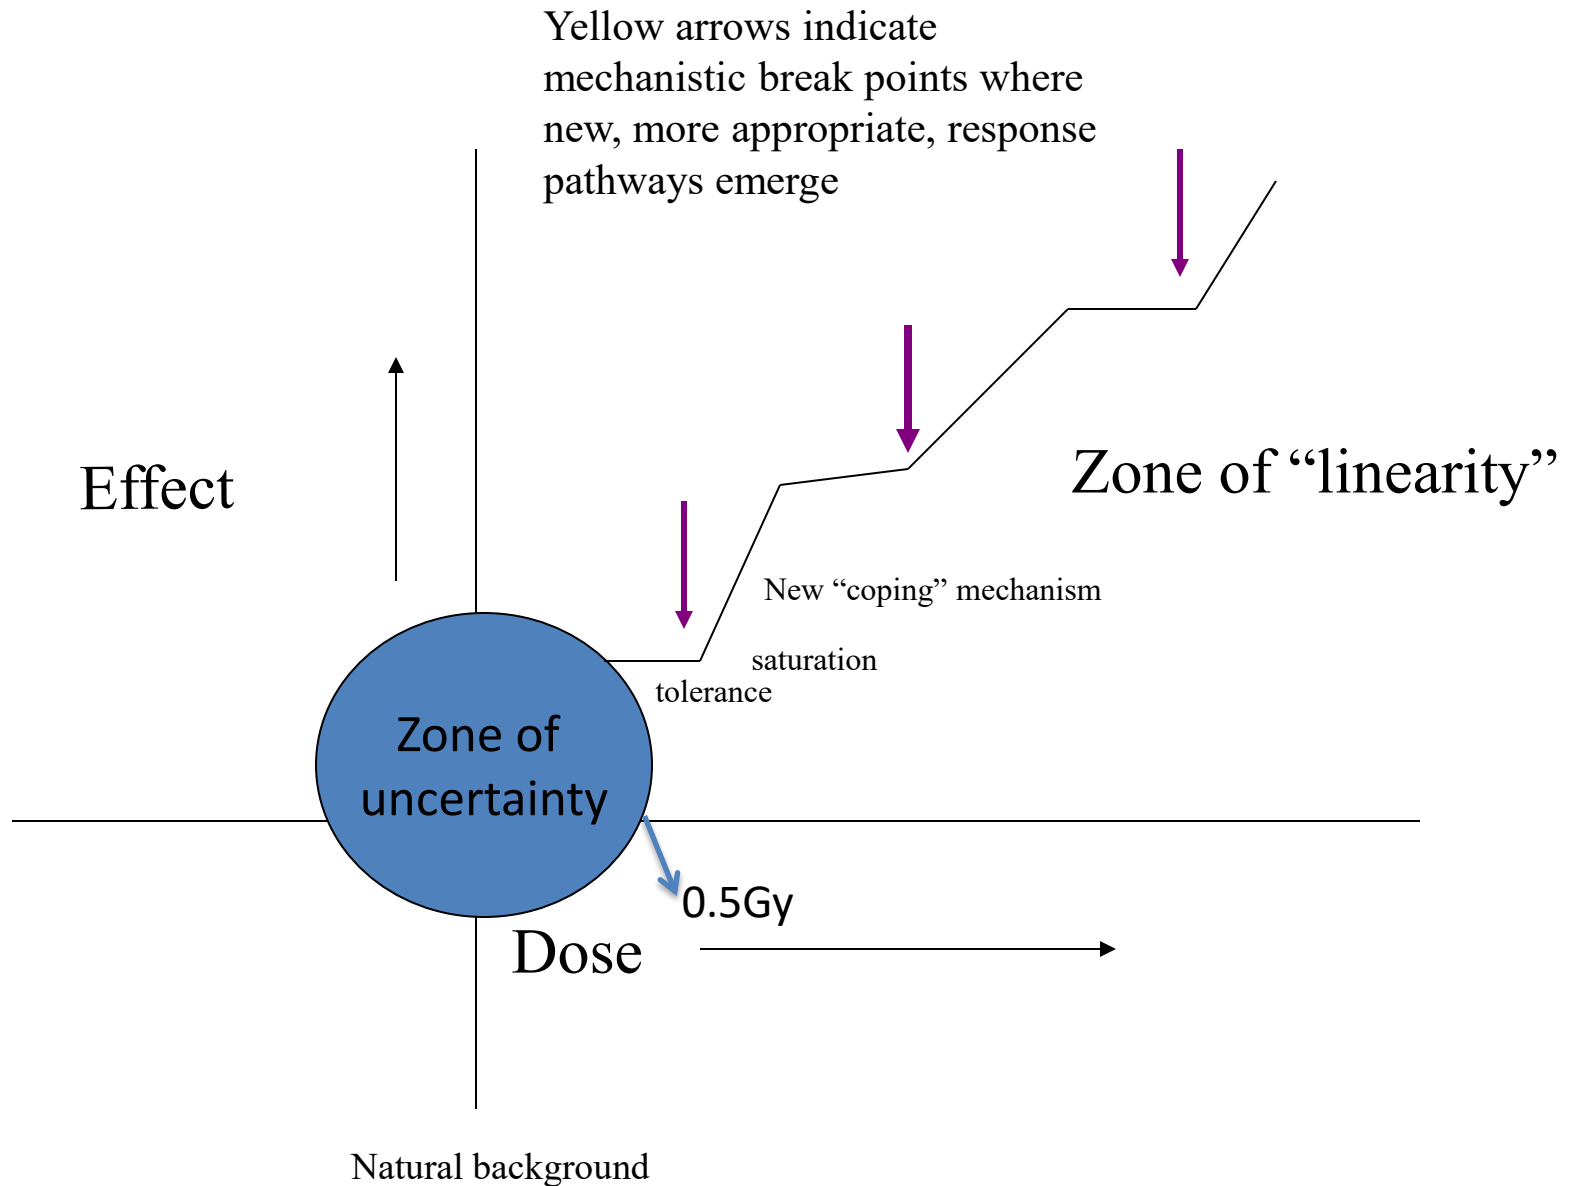 Yellow arrows indicate
mechanistic break points where
new, more appropriate, response
pathways emerge
Effect
Zone of “linearity”
New “coping” mechanism
saturation
tolerance
Zone of
uncertainty
0.5Gy
Dose
Natural background